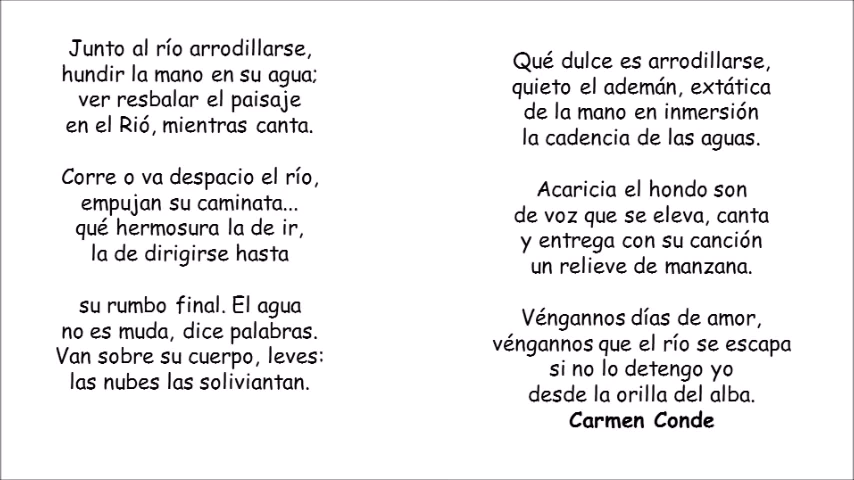 Junto al río arrodillarse,
hundir la mano en su agua;
ver resbalar el paisaje
en el Rió, mientras canta.
Corre o va despacio el río,
empujan su caminata...
qué hermosura la de ir,
la de dirigirse hasta
su rumbo final. El agua
no es muda, dice palabras.
Van sobre su cuerpo, leves:
las nubes las soliviantan.
Qué dulce es arrodillarse,
quieto el ademán, extática
de la mano en inmersión
la cadencia de las aguas.
Acaricia el hondo son
de voz que se eleva, canta
y entrega con su canción
un relieve de manzana.
Véngannos días de amor,
véngannos que el río se escapa
si no lo detengo yo
desde la orilla del alba.
Carmen Conde